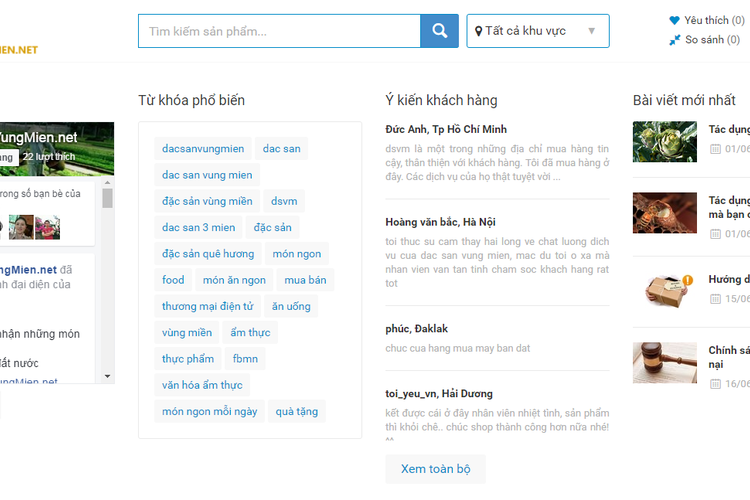 Tìm kiếm sản phẩm...
Tất cả khu vực
Yêu thích (0)
So sánh (0)
IEN.NET
VungMien.net
22 lượt thích
trong số bạn bè của
ngMien.net đã
nh đại diện của
nhận những món
đất nước
ungMien.net
Từ khóa phổ biến
dacsanvungmien dac san
dac san vung mien
đặc sản vùng miền dsvm
dac san 3 mien đặc sản
đặc sản quê hương món ngon
food món ăn ngon mua bán
thương mại điện tử ăn uống
vùng miền ẩm thực
thực phẩm fbmn
văn hóa ẩm thực
món ngon mỗi ngày quà tặng
Ý kiến khách hàng
Đức Anh, Tp Hồ Chí Minh
dsvm là một trong những địa chỉ mua hàng tin
cậy, thân thiện với khách hàng. Tôi đã mua hàng ở
đây. Các dịch vụ của họ thật tuyệt vời ...
Hoàng văn bắc, Hà Nội
toi thuc su cam thay hai long ve chat luong dich
vu cua dac san vung mien, mac du toi o xa mà
nhan vien van tan tinh cham soc khach hang rat
tot
phúc, Đaklak
chuc cua hang mua may ban dat
toi_yeu_vn, Hải Dương
kết được cái ở đây nhân viên nhiệt tình, sản phẩm
thì khỏi chê.. chúc shop thành công hơn nữa nhé!
^^
Xem toàn bộ
Bài viết mới nhất
Tác dụng
01/06
Tác dụng
mà bạn c
01/06
Hướng d
15/06
Chính sá
nại
16/06